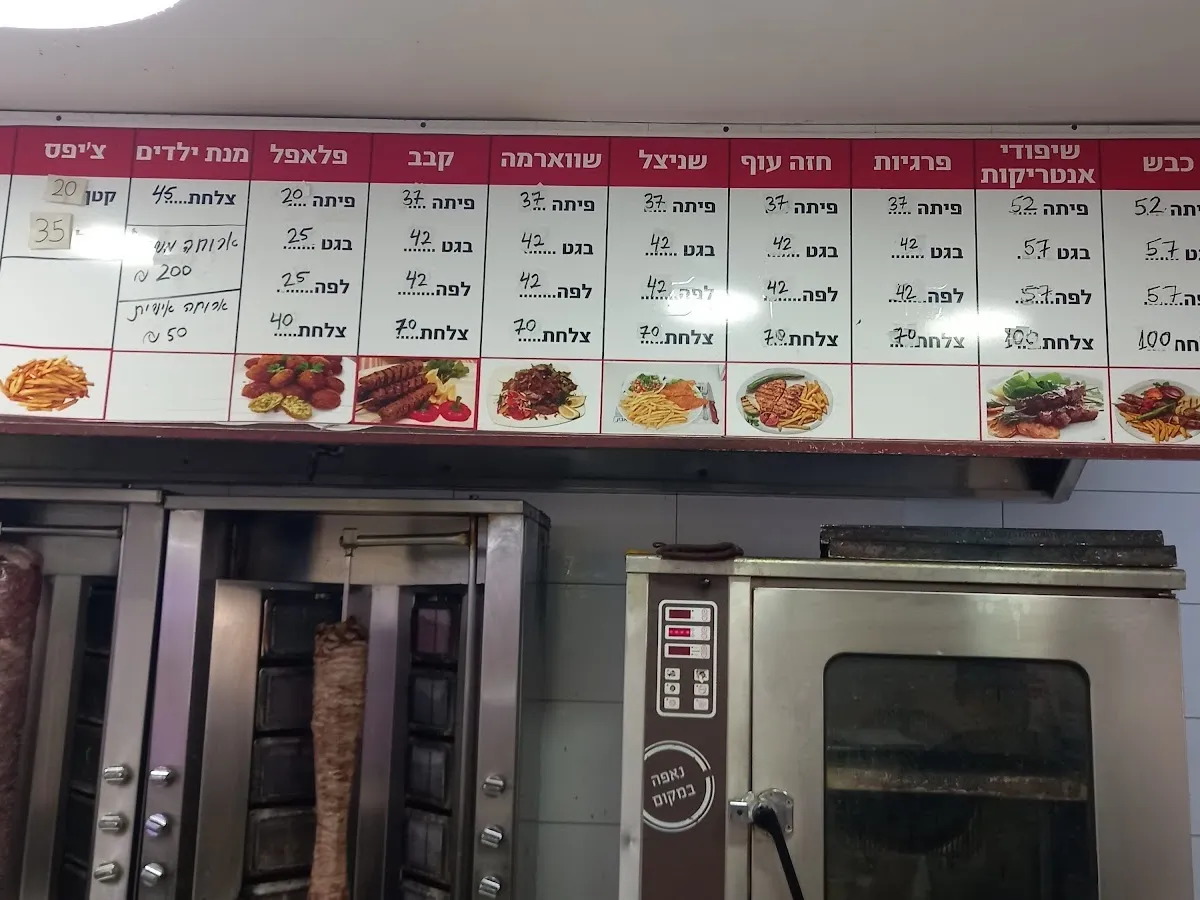 כבש
52
57
57
100
שיפודי
אנטריקות
פיתה 52
בגט 57
לפה 57
צלחת 100
פרגיות
פיתה 37
בגט 42
לפה 42
צלחת 70
חזה עוף
פיתה 37
בגט 42
לפה 42
צלחת 70
שניצל
פיתה 37
בגט 42
לפה 42
צלחת 70
שווארמה
פיתה 37
בגט 42
לפה 42
צלחת 70
קבב
פיתה 37
בגט 42
לפה 42
צלחת 70
פלאפל
פיתה 20
בגט 25
לפה 25
צלחת 40
מנת ילדים
צלחת 45
ארוחה
200 ₪
ארוחה אישית
50 ₪
צ'יפס
קטן 20
35
נאפה
במקום